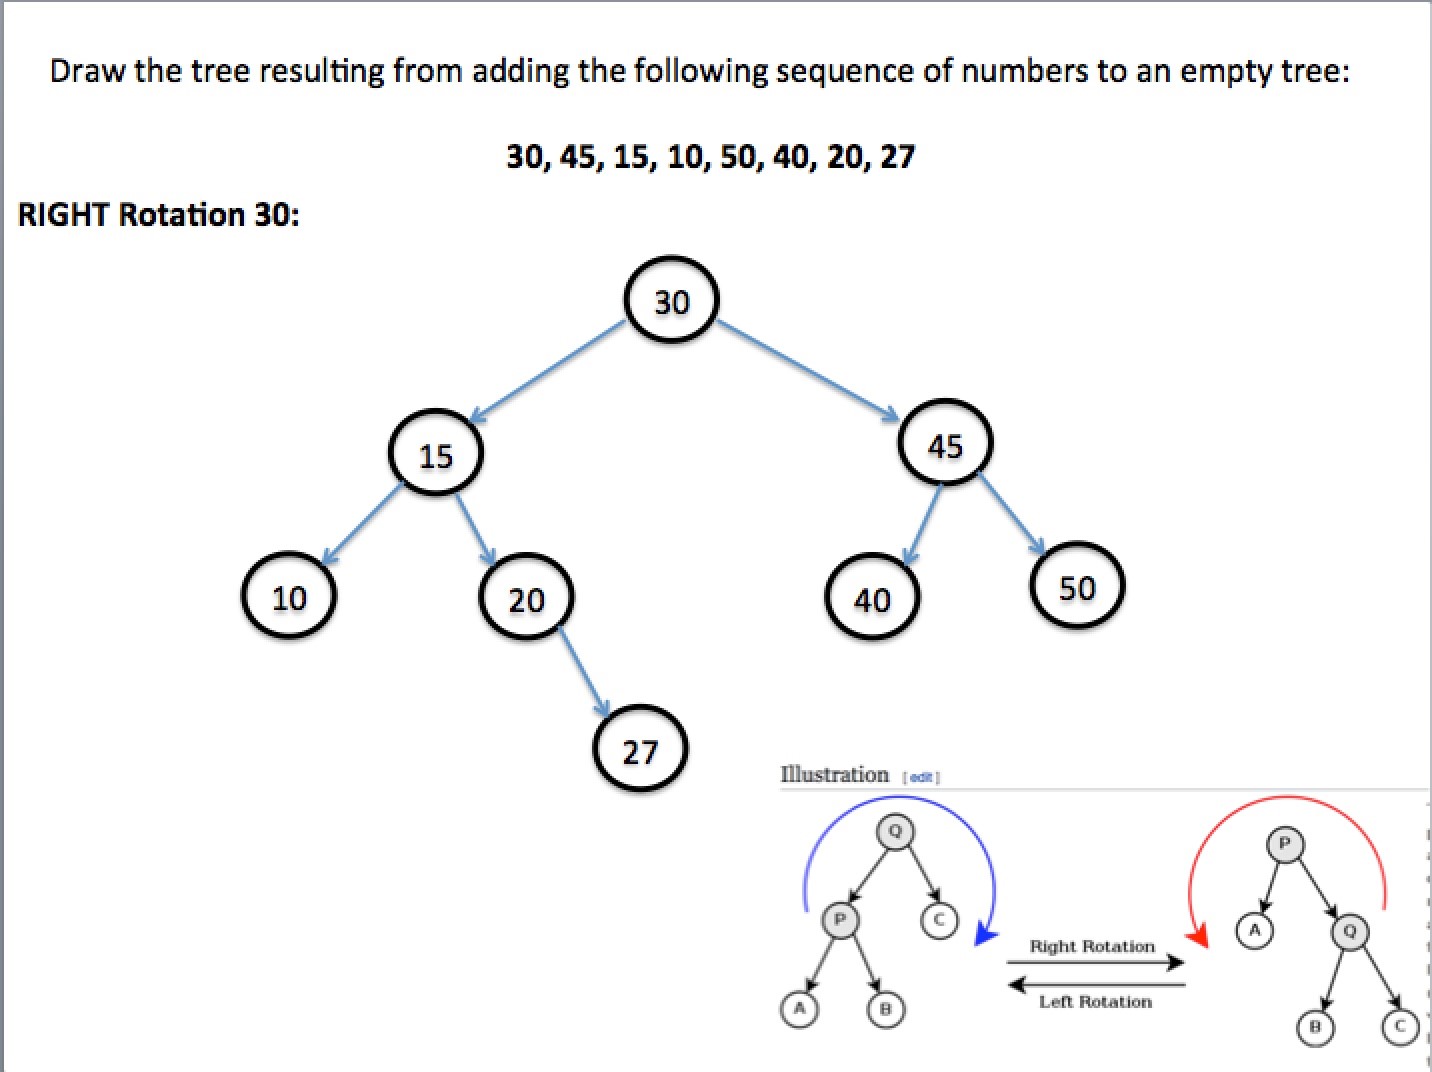 Draw the tree resulting from adding the following sequence of numbers to an empty tree:
30, 45, 15, 10, 50, 40, 20, 27
RIGHT Rotation 30:
30
15
45
10
20
40
50
27
Illustration [edit]
Q
P
P
C
A
Q
Right Rotation
Left Rotation
A
B
B
C